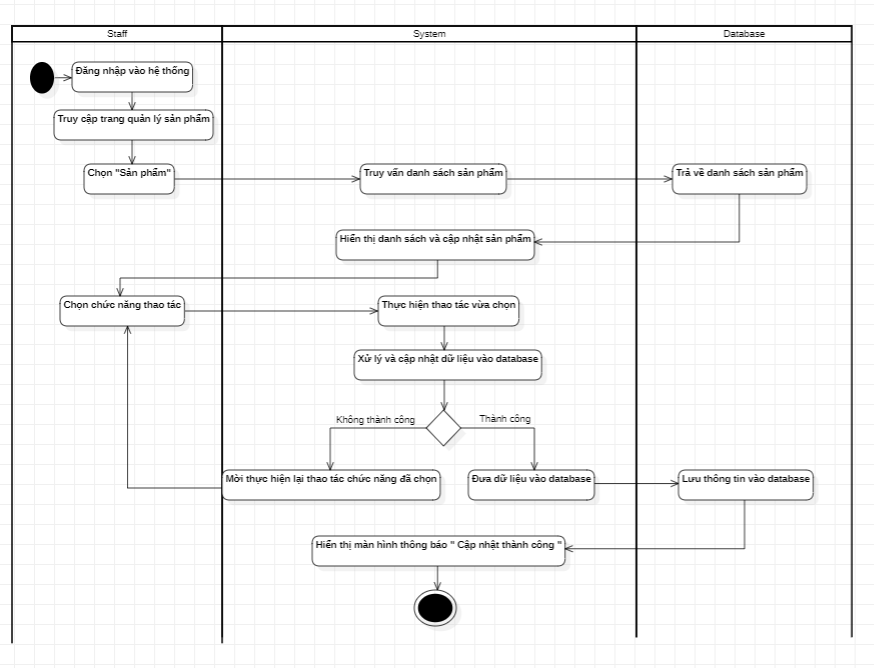 Staff
System
Database
Đăng nhập vào hệ thống
Truy cập trang quản lý sản phẩm
Chọn "Sản phẩm"
Truy vấn danh sách sản phẩm
Trả về danh sách sản phẩm
Hiển thị danh sách và cập nhật sản phẩm
Chọn chức năng thao tác
Thực hiện thao tác vừa chọn
Xử lý và cập nhật dữ liệu vào database
Không thành công
Thành công
Mời thực hiện lại thao tác chức năng đã chọn
Đưa dữ liệu vào database
Lưu thông tin vào database
Hiển thị màn hình thông báo " Cập nhật thành công "